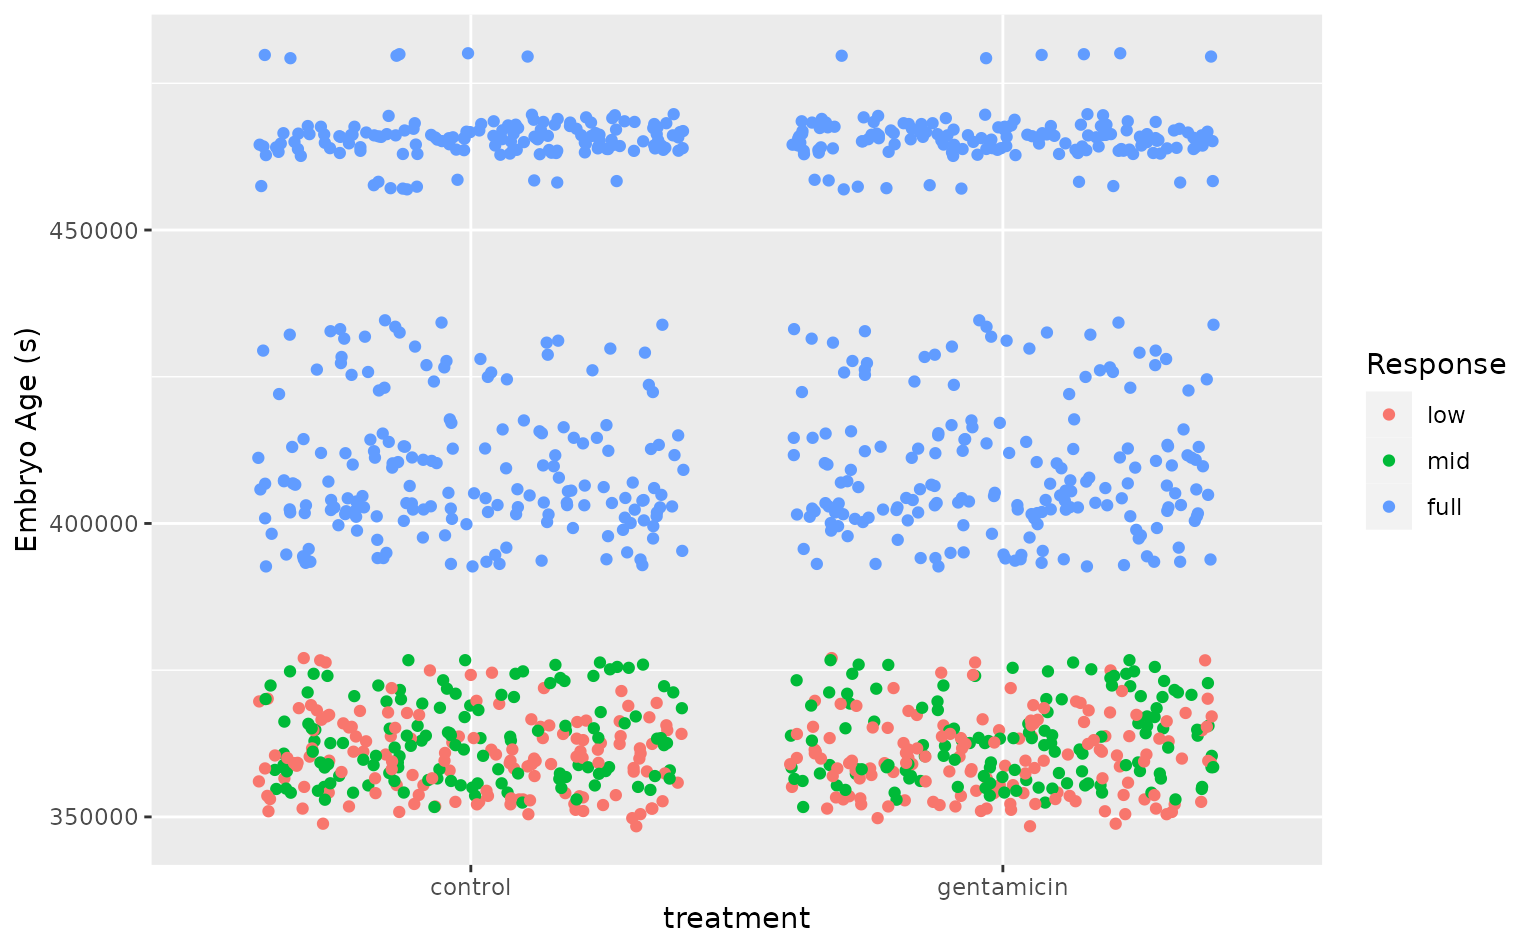 450000
400000
350000
Embryo Age (s)
control
gentamicin
treatment
Response
low
mid
full